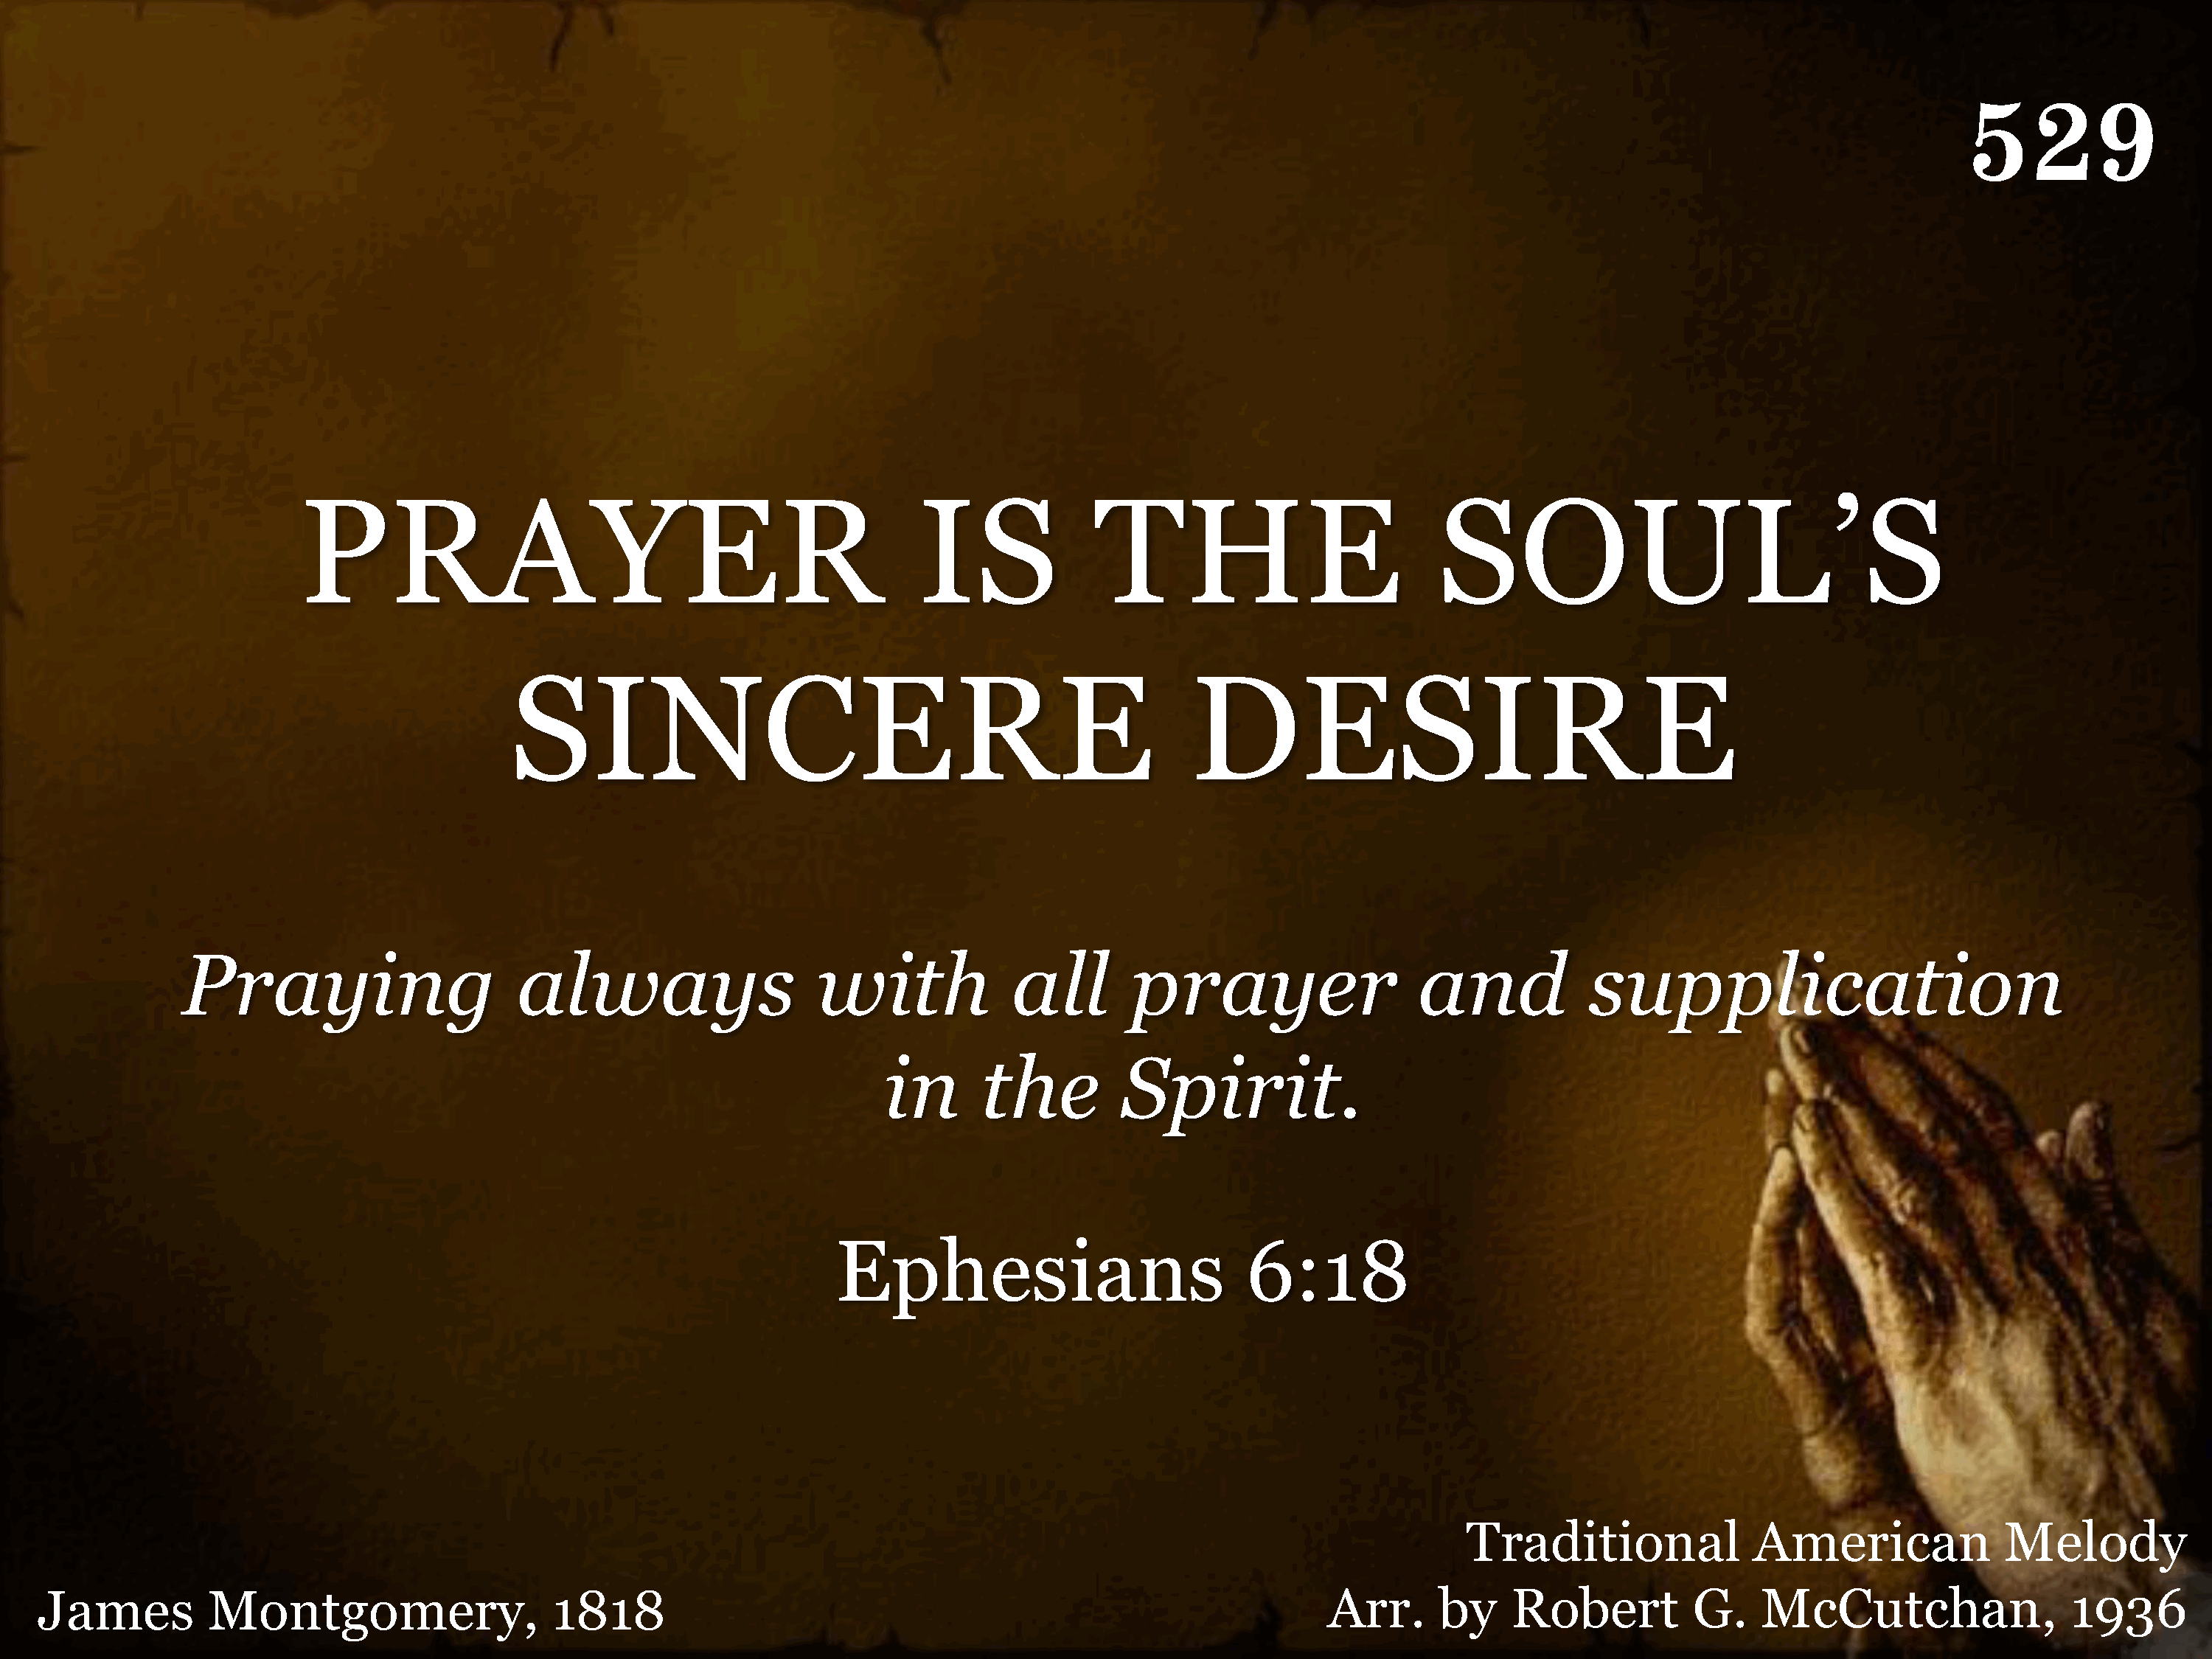 529
PRAYER IS THE SOUL’S
SINCERE DESIRE
Praying always with all prayer and supplication
in the Spirit.
Ephesians 6:18
Traditional American Melody
James Montgomery, 1818
Arr. by Robert G. McCutchan, 1936